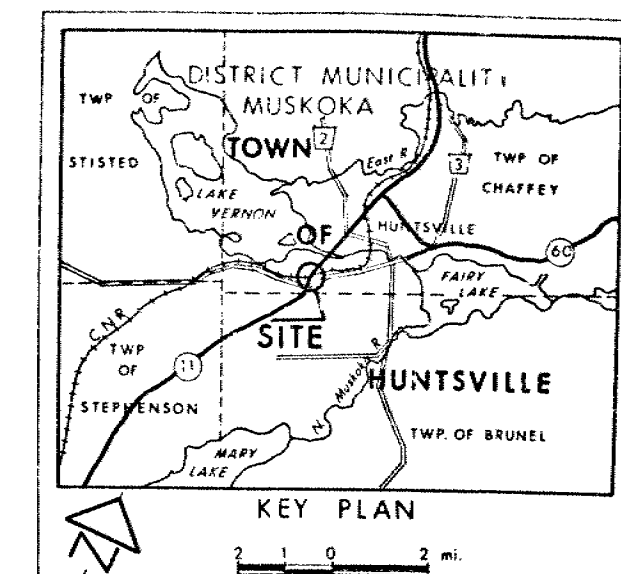 DISTRICT MUNICIPALITY
MUSKOKA
TWP OF
STISTED
TOWN
2
East R
3
TWP OF
CHAFFEY
LAKE
VERNON
OF
HUNTSVILLE
60
FAIRY
LAKE
CNR
SITE
TWP
OF
STEPHENSON
11
N. Muskoka R
HUNTSVILLE
TWP. OF BRUNEL
MARY
LAKE
KEY PLAN
N
2 1 0 2 mi.